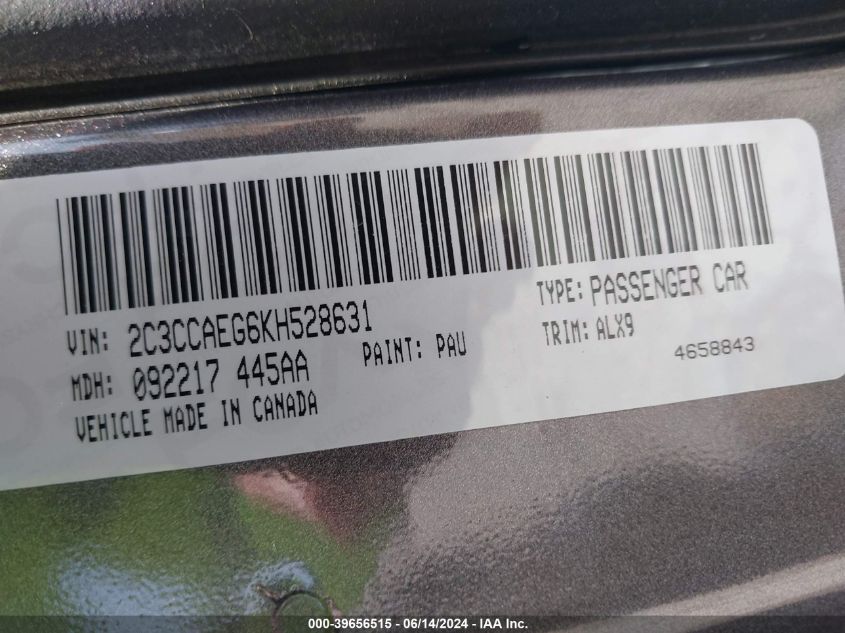 VIN: 2C3CCAEG6KH528631
TYPE: PASSENGER CAR
MDH: 092217 445AA
PAINT: PAU
TRIM: ALX9
VEHICLE MADE IN CANADA
4658843
000-39656515 - 06/14/2024 - IAA Inc.